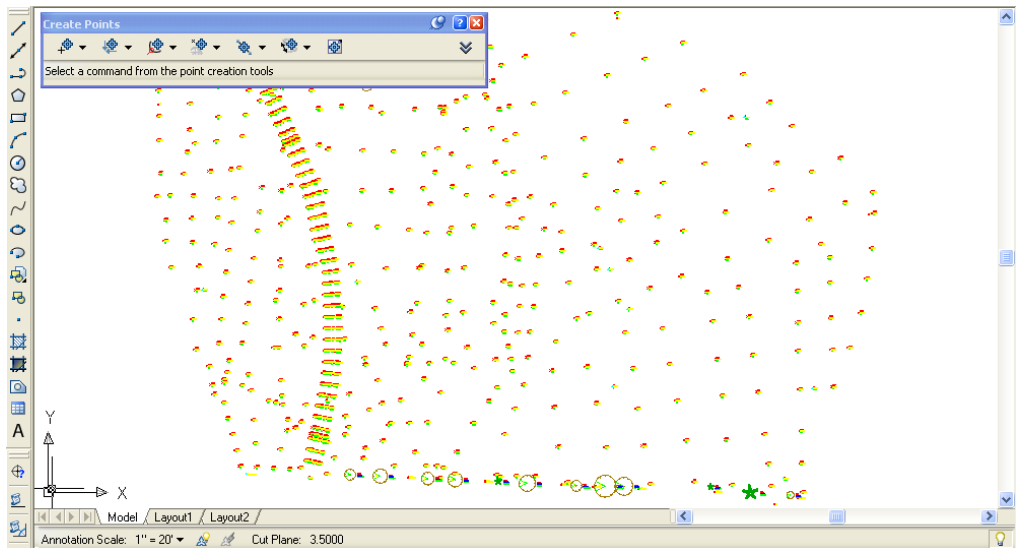 Create Points
Select a command from the point creation tools
A
Y
X
Model Layout1 Layout2
Annotation Scale: 1" = 20' Cut Plane: 3.5000